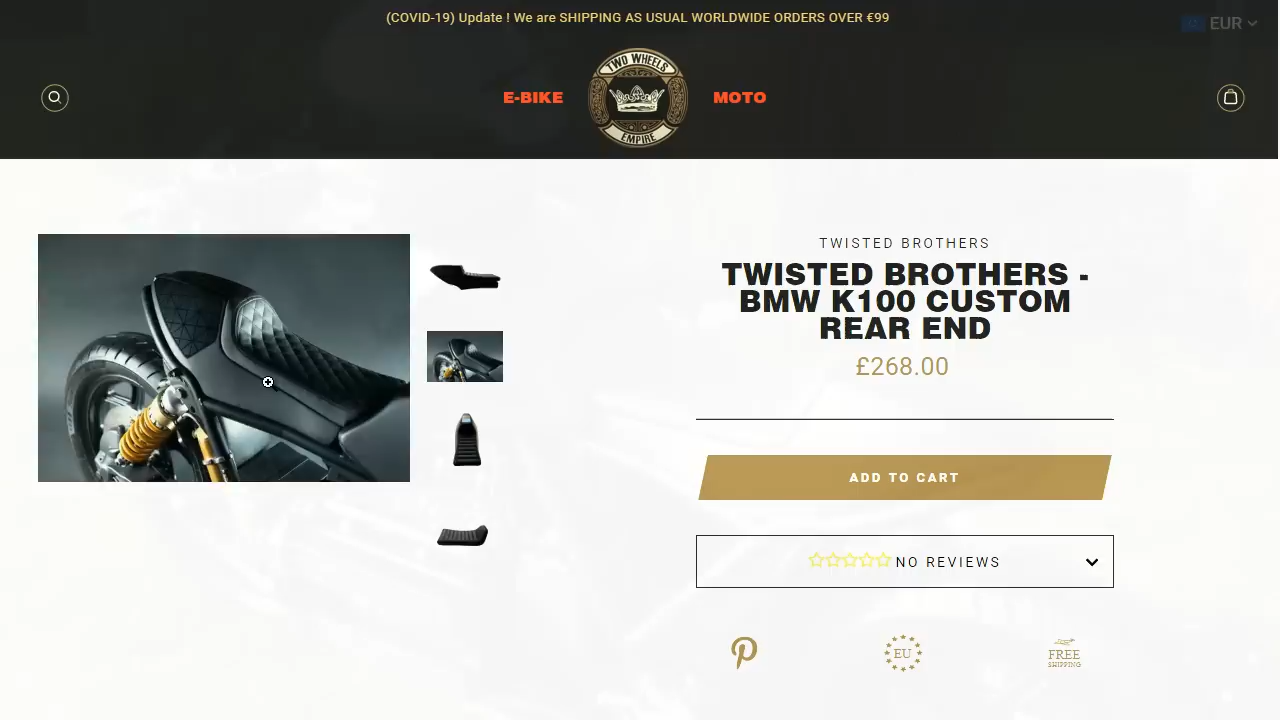 (COVID-19) Update ! We are SHIPPING AS USUAL WORLDWIDE ORDERS OVER €99
EUR
E-BIKE
TWO WHEELS
EMPIRE
MOTO
TWISTED BROTHERS
TWISTED BROTHERS -
BMW K100 CUSTOM
REAR END
£268.00
ADD TO CART
NO REVIEWS
EU
FREE
SHIPPING